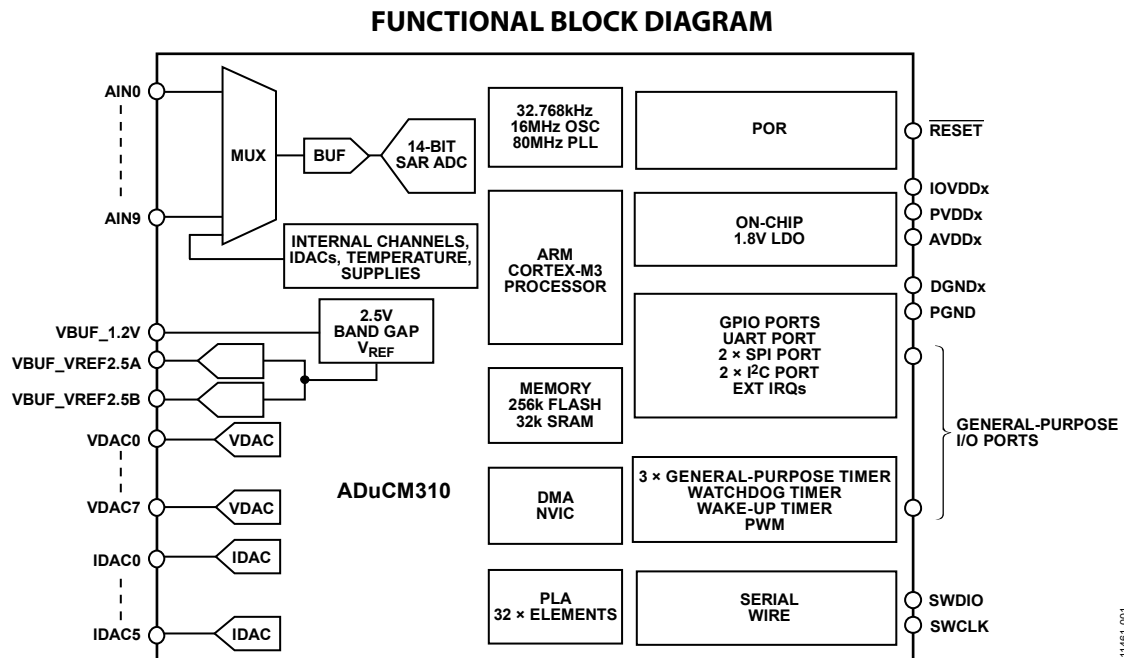 FUNCTIONAL BLOCK DIAGRAM
AIN0
AIN9
MUX
BUF
14-BIT
SAR ADC
INTERNAL CHANNELS,
IDACs, TEMPERATURE,
SUPPLIES
VBUF_1.2V
VBUF_VREF2.5A
VBUF_VREF2.5B
2.5V
BAND GAP
VREF
VDAC0
VDAC
VDAC7
VDAC
IDAC0
IDAC
IDAC5
IDAC
ADuCM310
32.768kHz
16MHz OSC
80MHz PLL
ARM
CORTEX-M3
PROCESSOR
MEMORY
256k FLASH
32k SRAM
DMA
NVIC
PLA
32 × ELEMENTS
POR
ON-CHIP
1.8V LDO
GPIO PORTS
UART PORT
2 × SPI PORT
2 × I2C PORT
EXT IRQs
3 × GENERAL-PURPOSE TIMER
WATCHDOG TIMER
WAKE-UP TIMER
PWM
SERIAL
WIRE
RESET
IOVDDx
PVDDx
AVDDx
DGNDx
PGND
GENERAL-PURPOSE
I/O PORTS
SWDIO
SWCLK
11461-001